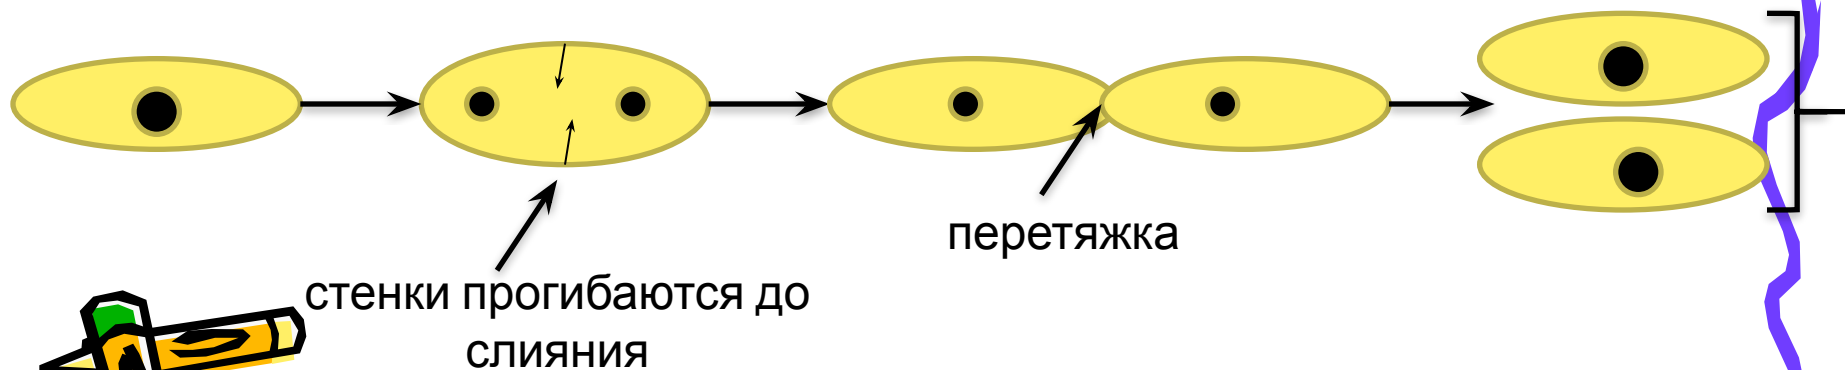 перетяжка
стенки прогибаются до
слияния